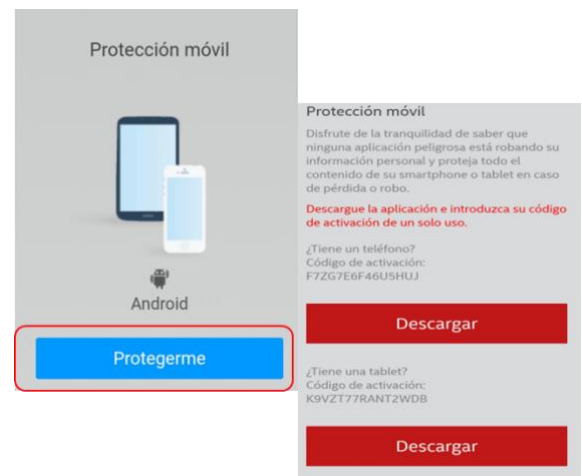 Protección móvil
Android
Protegerme
Protección móvil
Disfrute de la tranquilidad de saber que
ninguna aplicación peligrosa está robando su
información personal y proteja todo el
contenido de su smartphone o tablet en caso
de pérdida o robo.
Descargue la aplicación e introduzca su código
de activación de un solo uso.
¿Tiene un teléfono?
Código de activación:
F7ZG7E6F46U5HUJ
Descargar
¿Tiene una tablet?
Código de activación:
K9VZT77RANT2WDB
Descargar